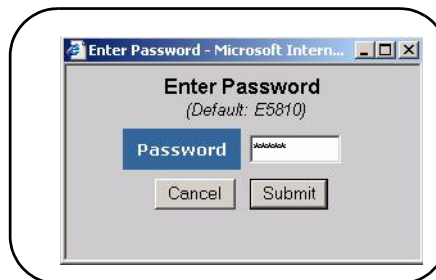 Enter Password - Microsoft Intern...
Enter Password
(Default: E5810)
Password ******
Cancel Submit